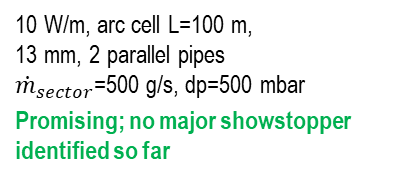 10 W/m, arc cell L=100 m,
13 mm, 2 parallel pipes
ṁ_sector=500 g/s, dp=500 mbar
Promising; no major showstopper
identified so far